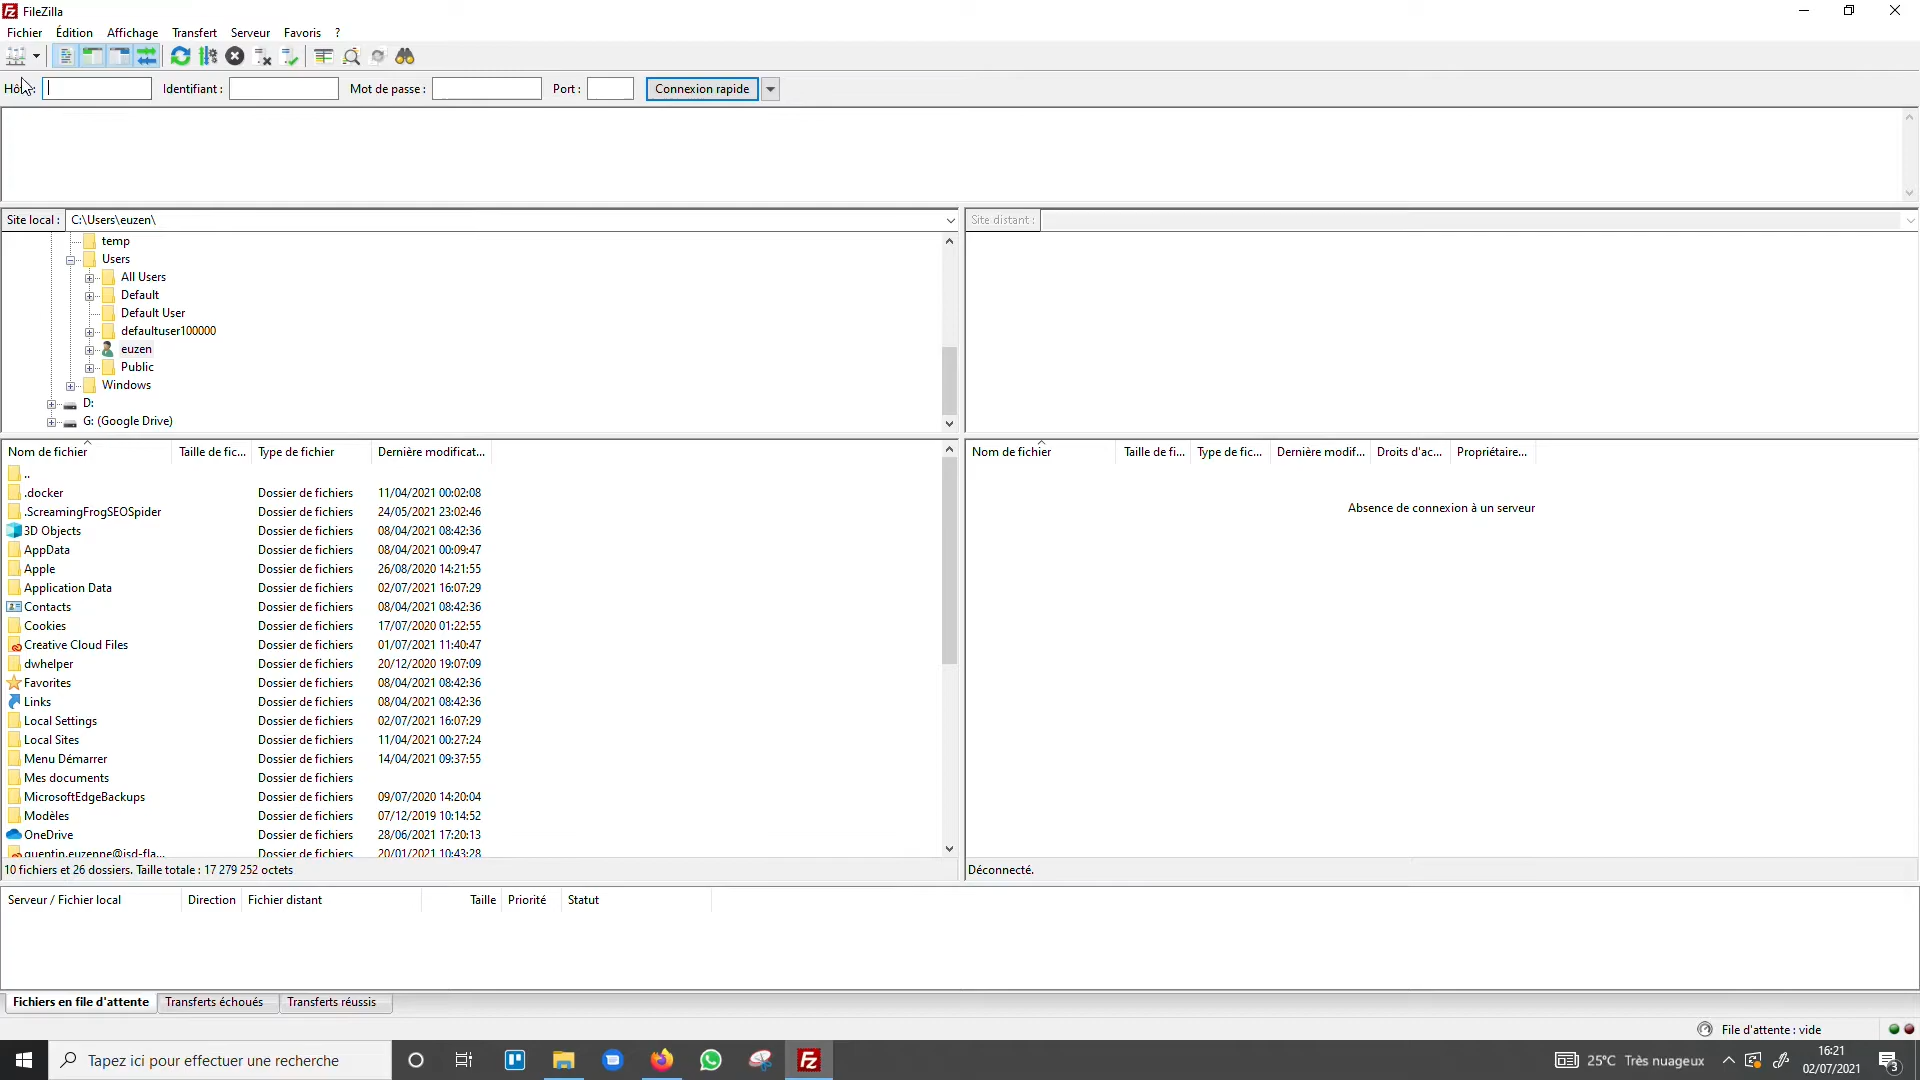 FileZilla
Fichier Édition Affichage Transfert Serveur Favoris ?
Identifiant : Mot de passe : Port : Connexion rapide
Site local : C:\Users\euzen\
Site distant :
temp
Users
All Users
Default
Default User
defaultuser100000
euzen
Public
Windows
D:
G: (Google Drive)
Nom de fichier Taille de fic... Type de fichier Dernière modificat...
..
.docker Dossier de fichiers 11/04/2021 00:02:08
.ScreamingFrogSEOSpider Dossier de fichiers 24/05/2021 23:02:46
3D Objects Dossier de fichiers 08/04/2021 08:42:36
AppData Dossier de fichiers 08/04/2021 00:09:47
Apple Dossier de fichiers 26/08/2020 14:21:55
Application Data Dossier de fichiers 02/07/2021 16:07:29
Contacts Dossier de fichiers 08/04/2021 08:42:36
Cookies Dossier de fichiers 17/07/2020 01:22:55
Creative Cloud Files Dossier de fichiers 01/07/2021 11:40:47
dwhelper Dossier de fichiers 20/12/2020 19:07:09
Favorites Dossier de fichiers 08/04/2021 08:42:36
Links Dossier de fichiers 08/04/2021 08:42:36
Local Settings Dossier de fichiers 02/07/2021 16:07:29
Local Sites Dossier de fichiers 11/04/2021 00:27:24
Menu Démarrer Dossier de fichiers 14/04/2021 09:37:55
Mes documents Dossier de fichiers
MicrosoftEdgeBackups Dossier de fichiers 09/07/2020 14:20:04
Modèles Dossier de fichiers 07/12/2019 10:14:52
OneDrive Dossier de fichiers 28/06/2021 17:20:13
quentin.euzenne@isd-fla... Dossier de fichiers 20/01/2021 10:43:28
10 fichiers et 26 dossiers. Taille totale : 17 279 252 octets
Nom de fichier Taille de fi... Type de fic... Dernière modif... Droits d'ac... Propriétaire...
Absence de connexion à un serveur
Déconnecté.
Serveur / Fichier local Direction Fichier distant Taille Priorité Statut
Fichiers en file d'attente Transferts échoués Transferts réussis
File d'attente : vide
Tapez ici pour effectuer une recherche
25°C Très nuageux
16:21
02/07/2021
3